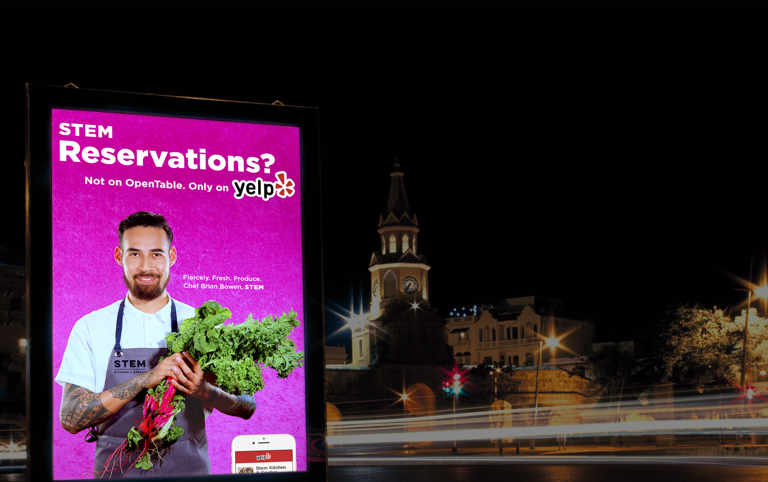 STEM
Reservations?
Not on OpenTable. Only on yelp
Fiercely. Fresh. Produce.
Chef Brian Bowen, STEM
STEM
yelp
Stem Kitchen